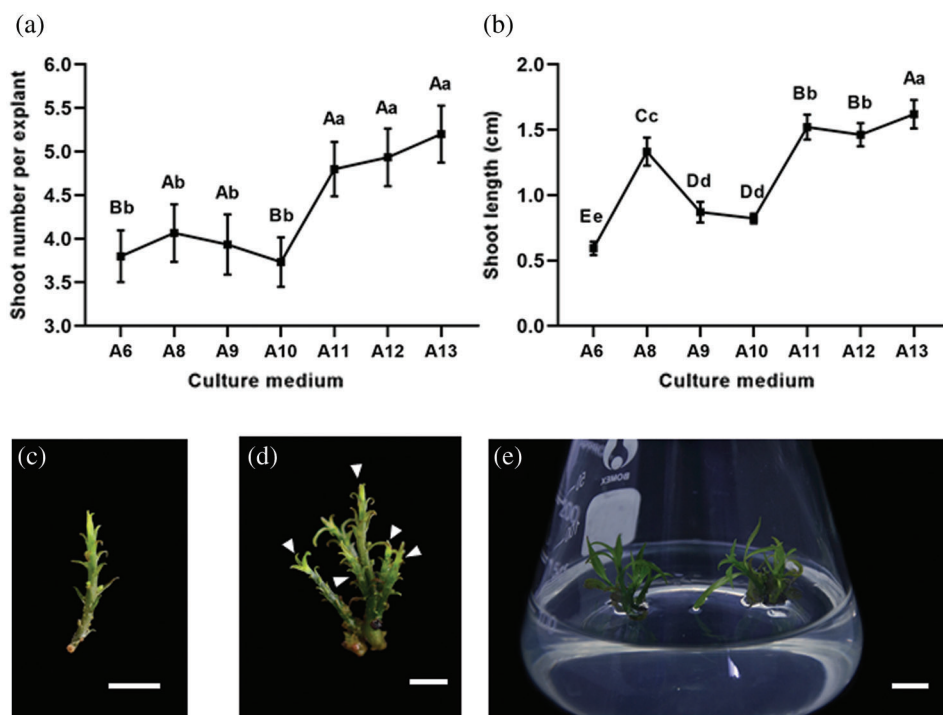 (a)
6.0
5.5
5.0
4.5
4.0
3.5
3.0
Shoot number per explant
Bb
Ab
Ab
Bb
Aa
Aa
Aa
A6 A8 A9 A10 A11 A12 A13
Culture medium
(b)
2.0
1.5
1.0
0.5
0.0
Shoot length (cm)
Ee
Cc
Dd
Dd
Bb
Bb
Aa
A6 A8 A9 A10 A11 A12 A13
Culture medium
(c)
(d)
(e)
BOMEX
50